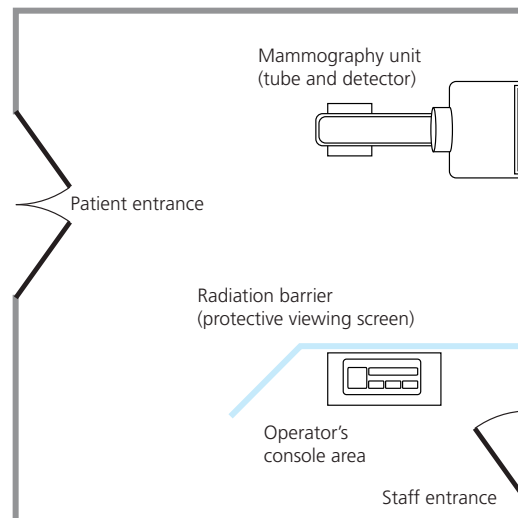 Mammography unit
(tube and detector)
Patient entrance
Radiation barrier
(protective viewing screen)
Operator’s
console area
Staff entrance